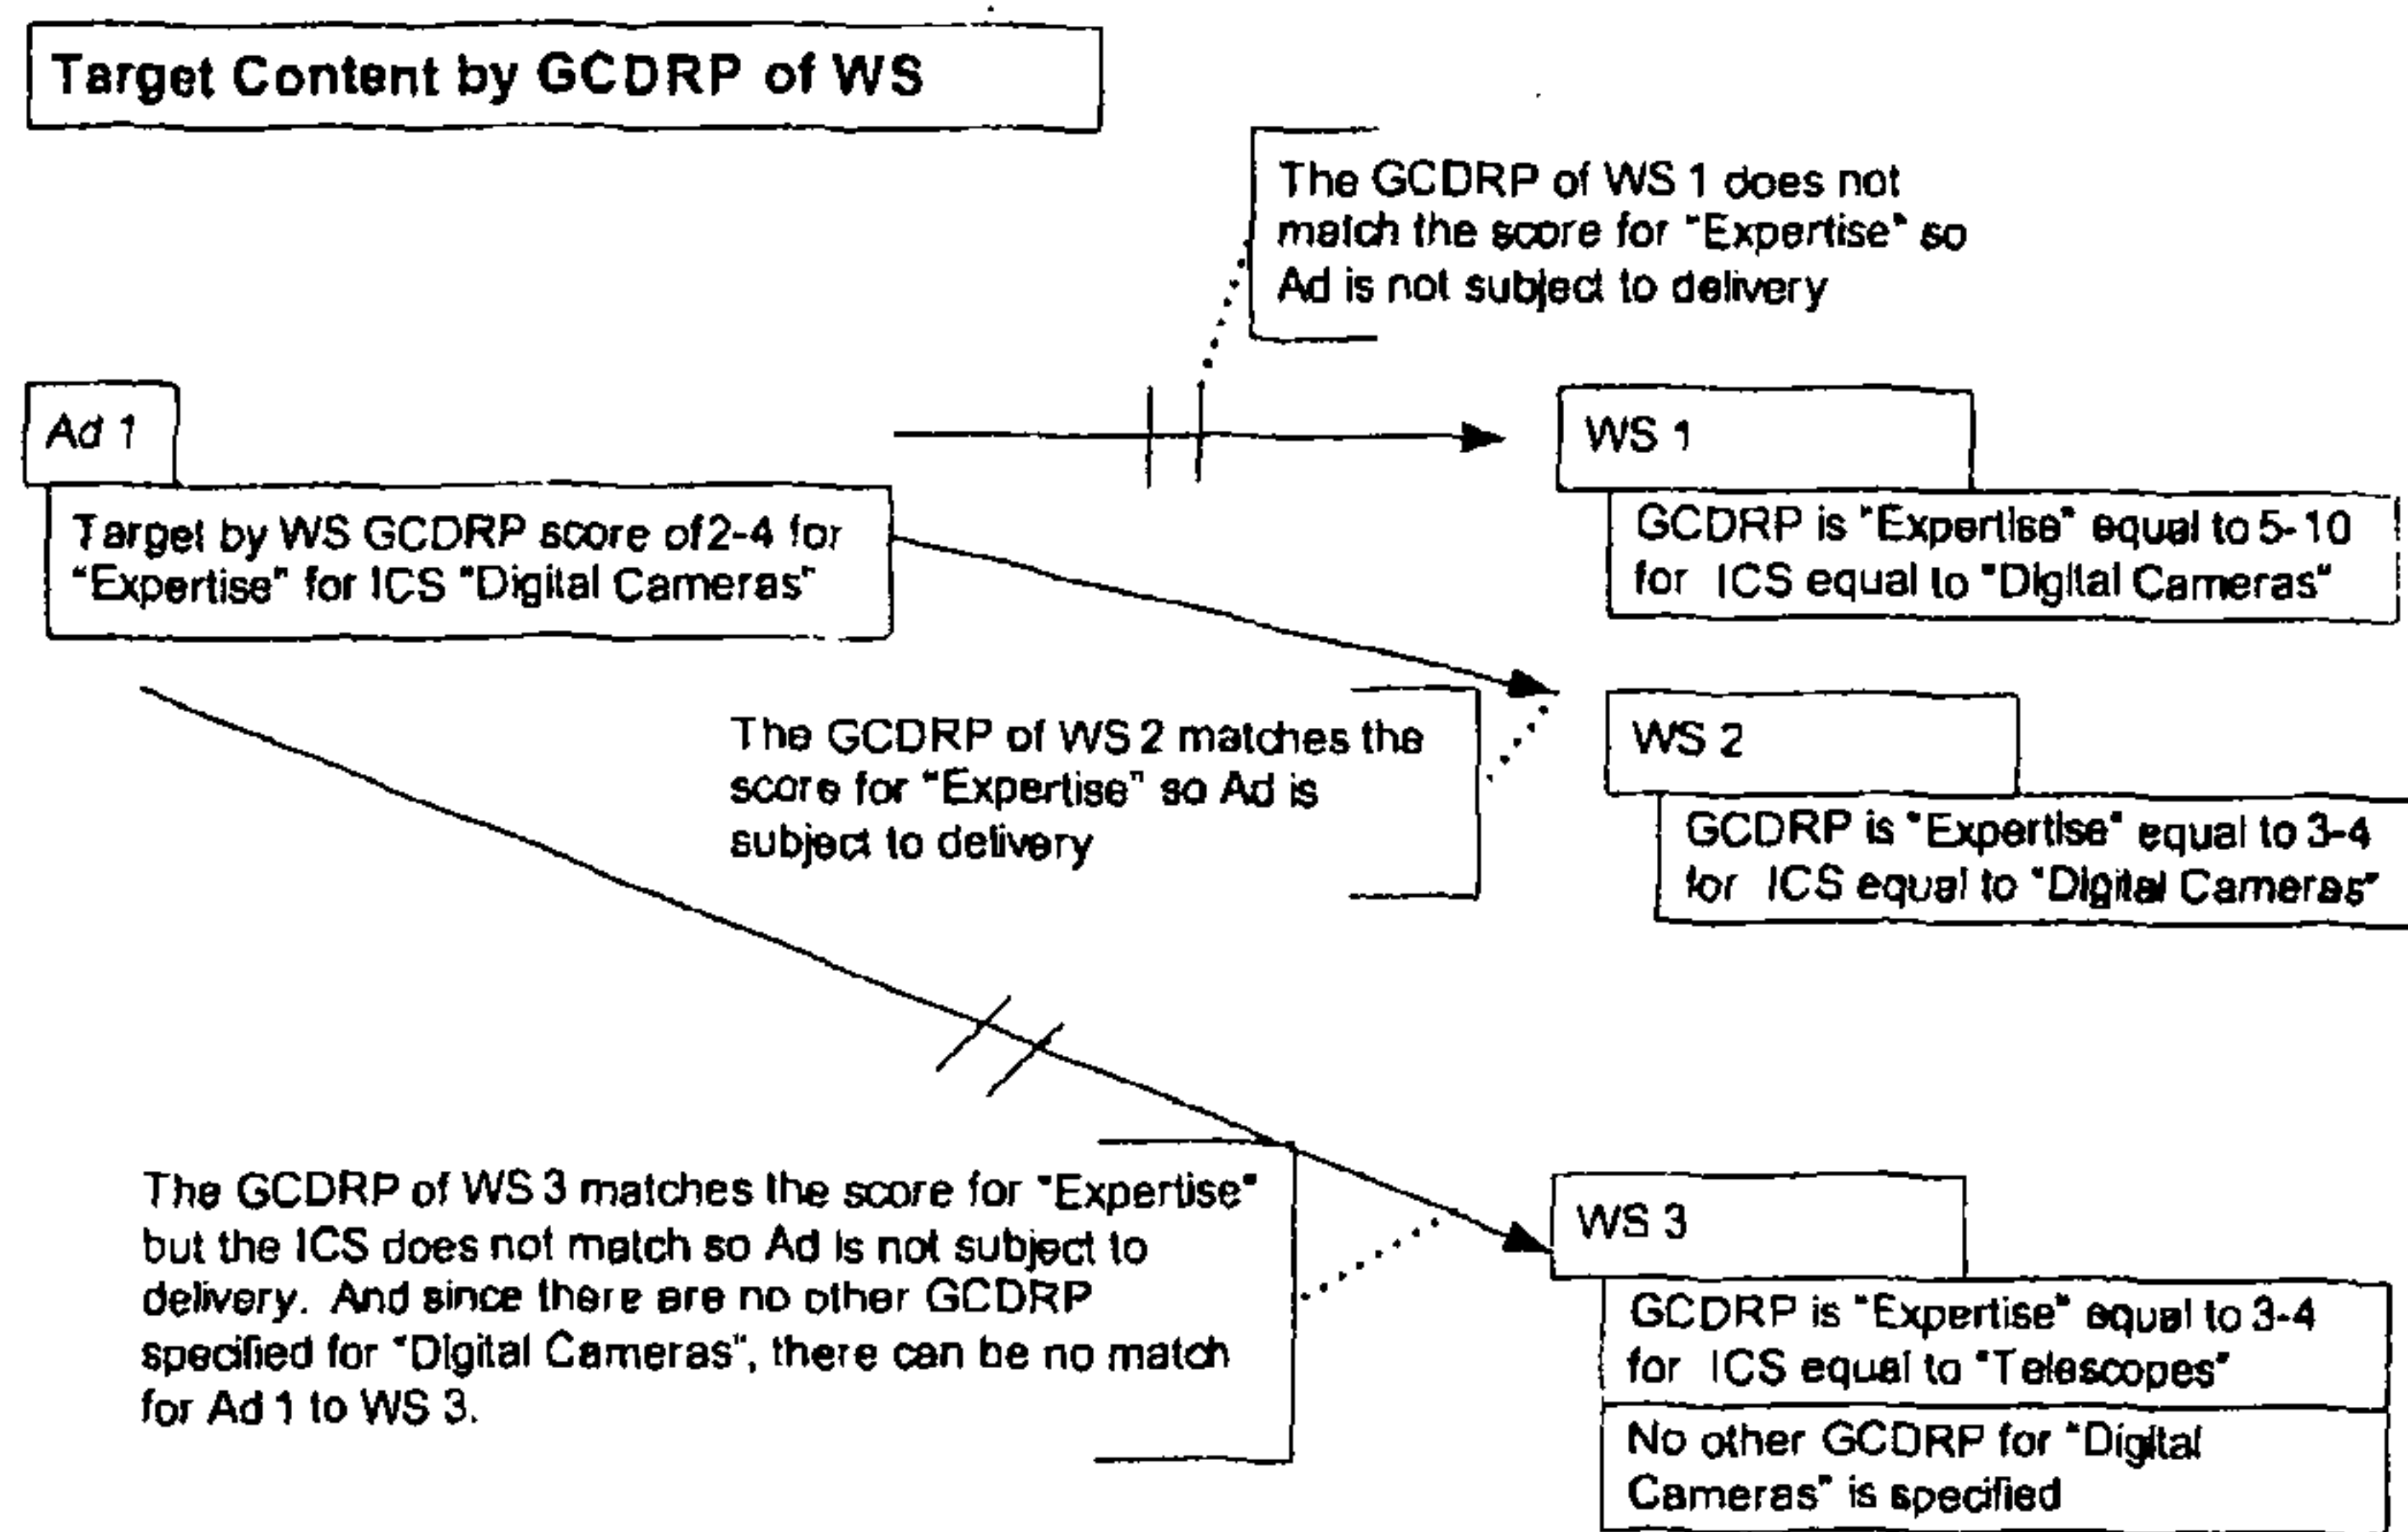 Target Content by GCDRP of WS
The GCDRP of WS 1 does not
match the score for "Expertise" so
Ad is not subject to delivery
Ad 1
Target by WS GCDRP score of 2-4 for
"Expertise" for ICS "Digital Cameras"
WS 1
GCDRP is "Expertise" equal to 5-10
for ICS equal to "Digital Cameras"
The GCDRP of WS 2 matches the
score for "Expertise" so Ad is
subject to delivery
WS 2
GCDRP is "Expertise" equal to 3-4
for ICS equal to "Digital Cameras"
The GCDRP of WS 3 matches the score for "Expertise"
but the ICS does not match so Ad is not subject to
delivery. And since there are no other GCDRP
specified for "Digital Cameras", there can be no match
for Ad 1 to WS 3.
WS 3
GCDRP is "Expertise" equal to 3-4
for ICS equal to "Telescopes"
No other GCDRP for "Digital
Cameras" is specified